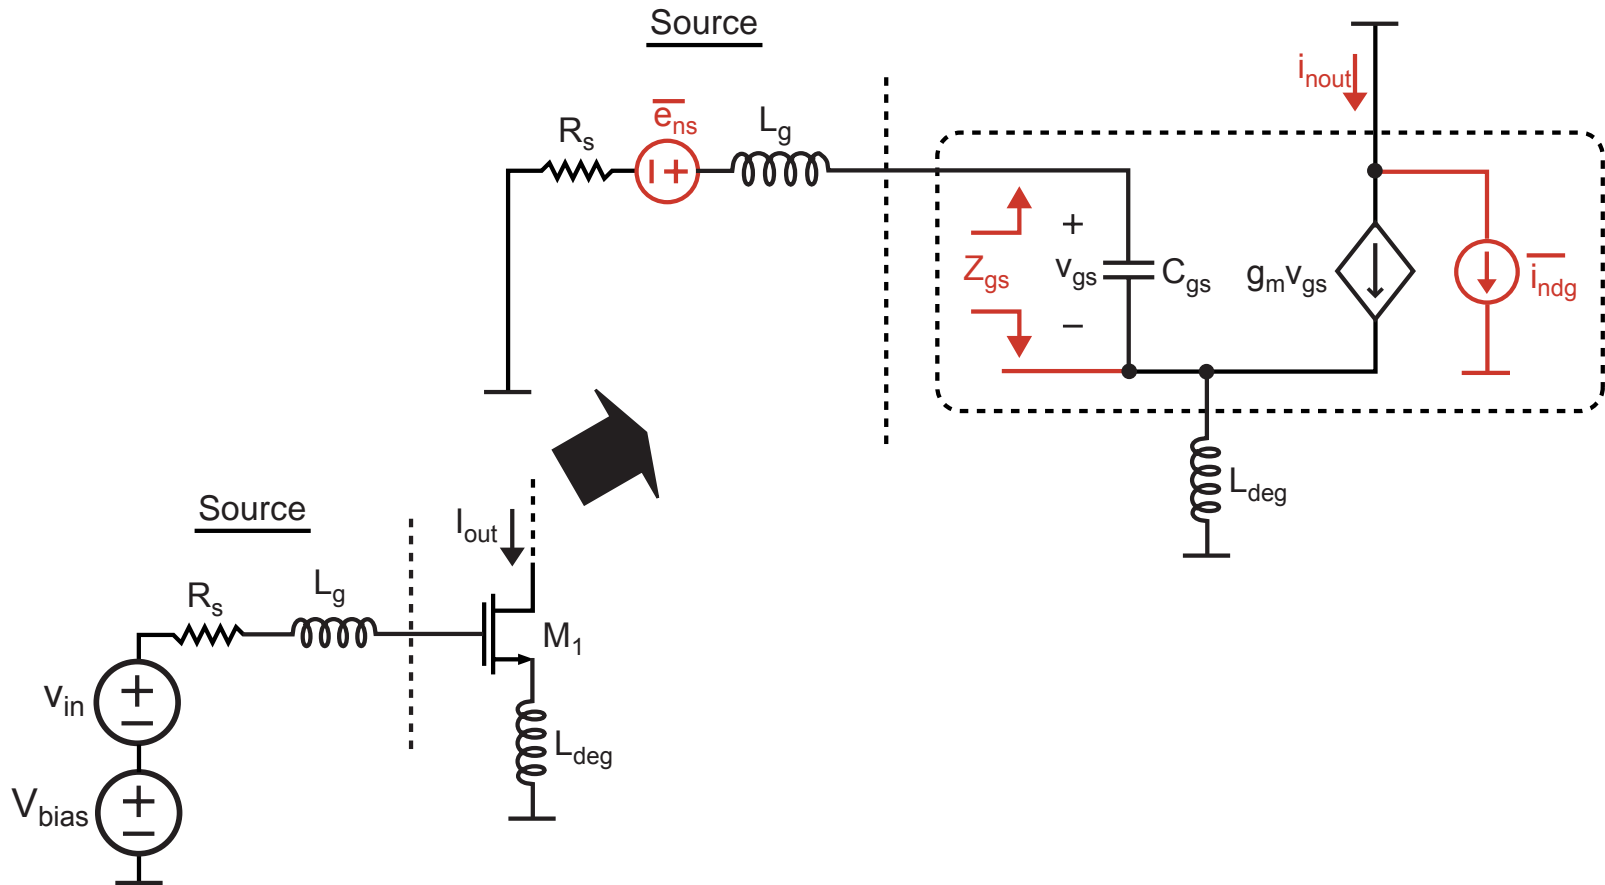 Source
R_s
e_ns
L_g
i_nout
Z_gs
+
v_gs
−
C_gs
g_m v_gs
i_ndg
L_deg
Source
I_out
R_s
L_g
M_1
v_in
L_deg
V_bias